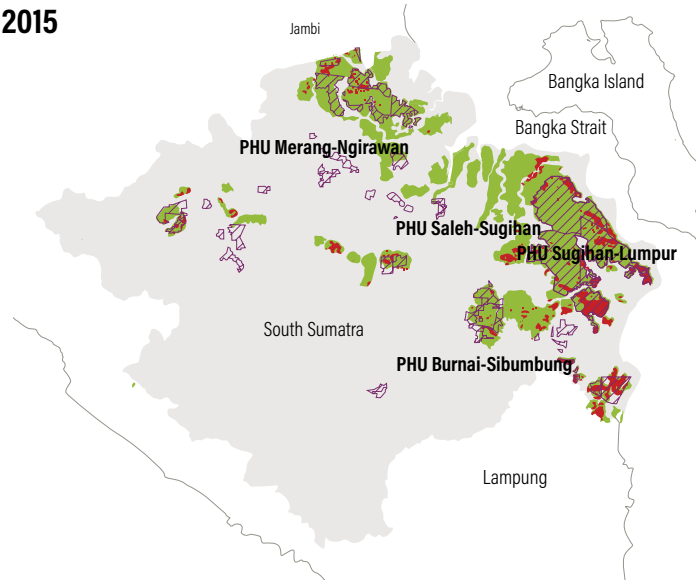 2015
Jambi
Bangka Island
Bangka Strait
PHU Merang-Ngirawan
PHU Saleh-Sugihan
PHU Sugihan-Lumpur
South Sumatra
PHU Burnai-Sibumbung
Lampung